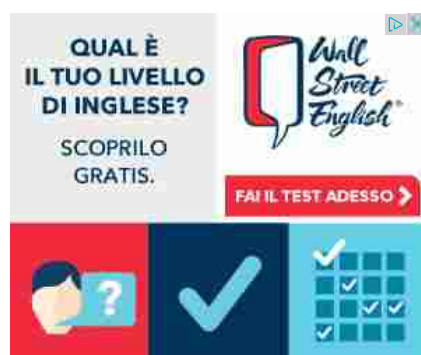 QUAL È
IL TUO LIVELLO
DI INGLESE?
SCOPRILO
GRATIS.
Wall
Street
English®
FAI IL TEST ADESSO
?